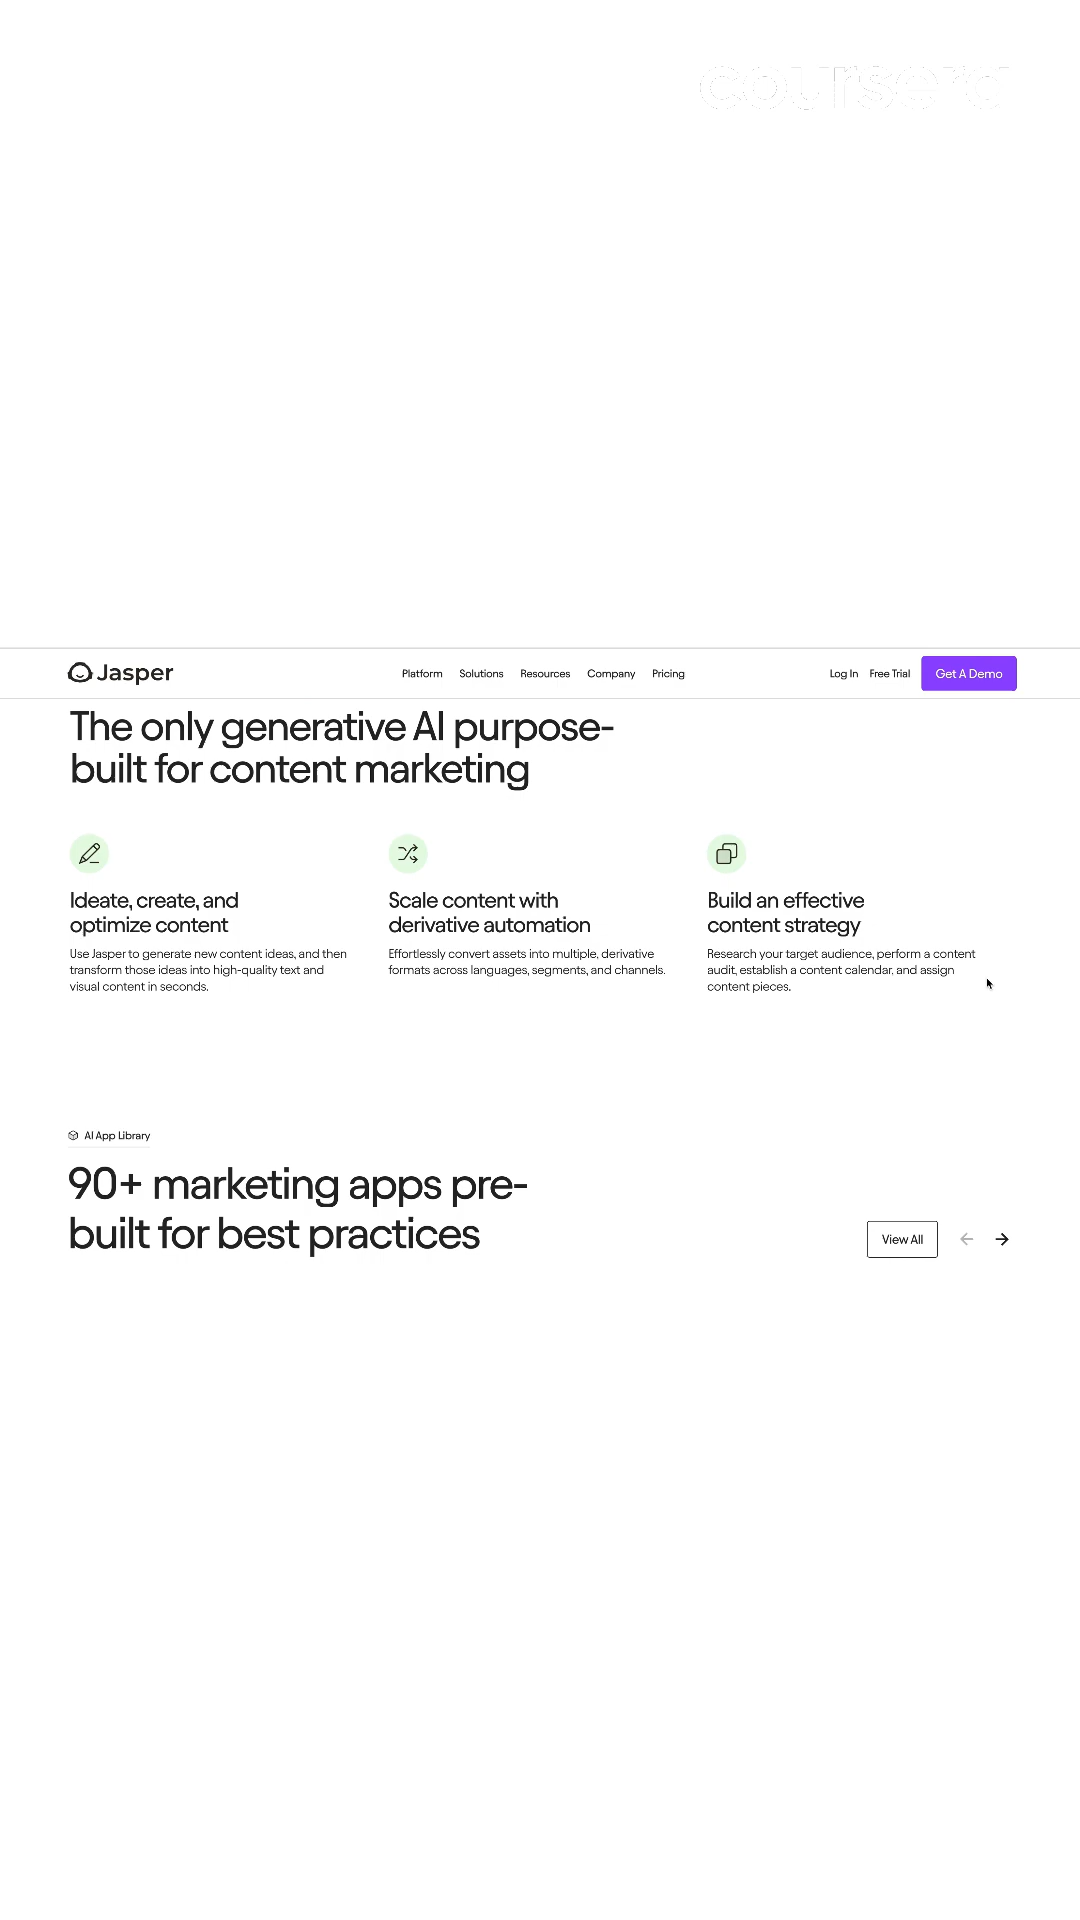 coursera
Jasper
Platform Solutions Resources Company Pricing
Log In Free Trial Get A Demo
The only generative AI purpose-
built for content marketing
Ideate, create, and
optimize content
Use Jasper to generate new content ideas, and then
transform those ideas into high-quality text and
visual content in seconds.
Scale content with
derivative automation
Effortlessly convert assets into multiple, derivative
formats across languages, segments, and channels.
Build an effective
content strategy
Research your target audience, perform a content
audit, establish a content calendar, and assign
content pieces.
AI App Library
90+ marketing apps pre-
built for best practices
View All